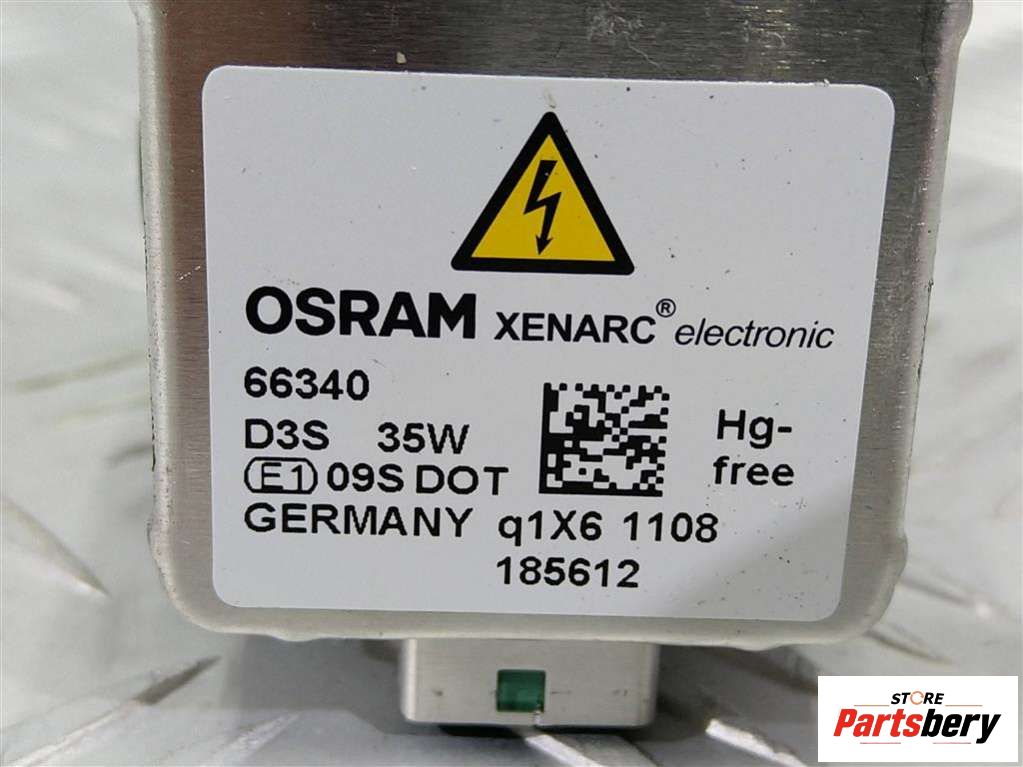 OSRAM XENARC® electronic
66340
D3S 35W
Hg-
free
E1 09S DOT
GERMANY q1X6 1108
185612
STORE
Partsbery